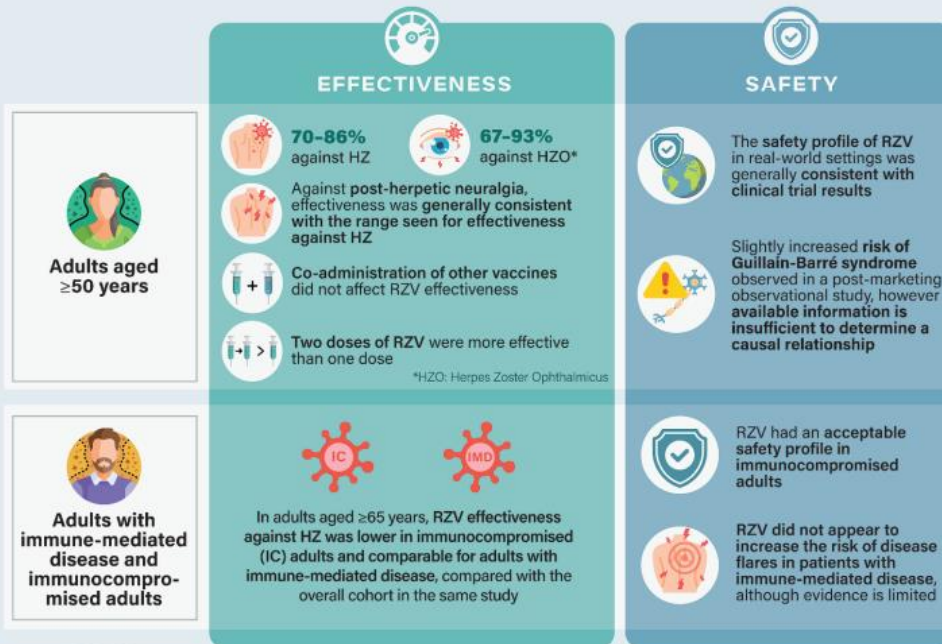 EFFECTIVENESS
SAFETY
Adults aged
≥50 years
70-86%
against HZ
67-93%
against HZO*
Against post-herpetic neuralgia,
effectiveness was generally consistent
with the range seen for effectiveness
against HZ
Co-administration of other vaccines
did not affect RZV effectiveness
Two doses of RZV were more effective
than one dose
*HZO: Herpes Zoster Ophthalmicus
The safety profile of RZV
in real-world settings was
generally consistent with
clinical trial results
Slightly increased risk of
Guillain-Barré syndrome
observed in a post-marketing
observational study, however
available information is
insufficient to determine a
causal relationship
Adults with
immune-mediated
disease and
immunocompro-
mised adults
IC
IMD
In adults aged ≥65 years, RZV effectiveness
against HZ was lower in immunocompromised
(IC) adults and comparable for adults with
immune-mediated disease, compared with the
overall cohort in the same study
RZV had an acceptable
safety profile in
immunocompromised
adults
RZV did not appear to
increase the risk of disease
flares in patients with
immune-mediated disease,
although evidence is limited